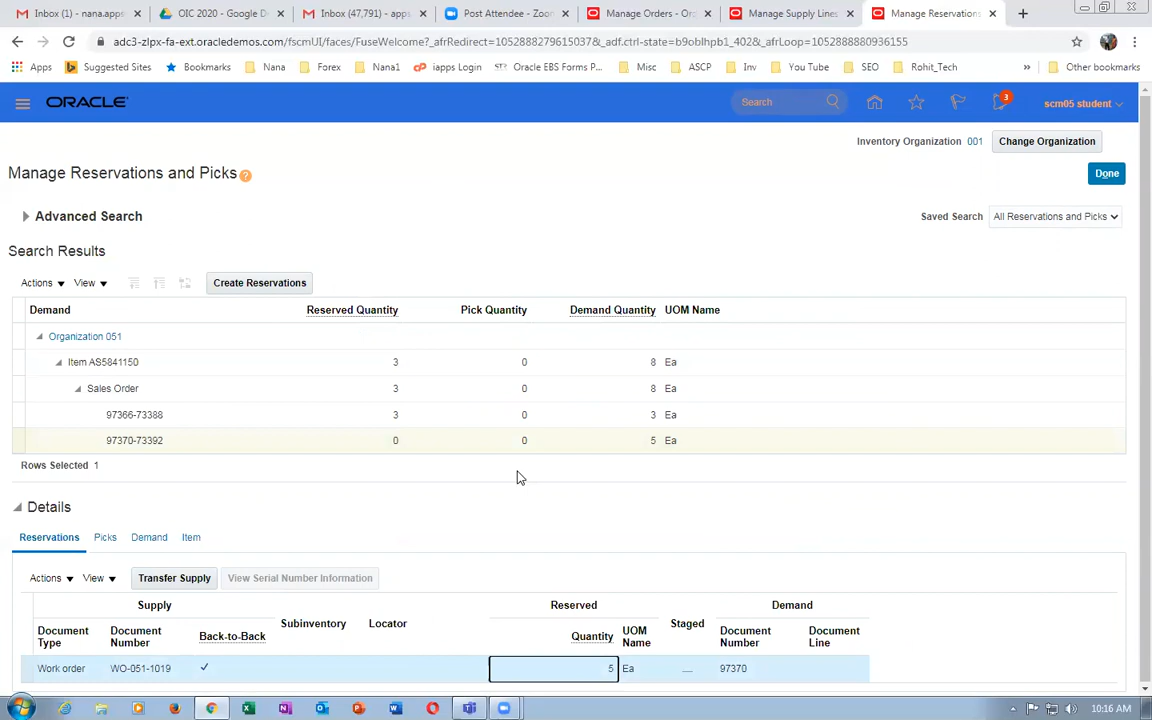 Inbox (1) - nana.apps
OIC 2020 - Google D
Inbox (47,791) - apps
Post Attendee - Zoo
Manage Orders - Or
Manage Supply Lines
Manage Reservations
adc3-zlpx-fa-ext.oracledemos.com/fscmUI/faces/FuseWelcome?_afrRedirect=10528882796151037&_adf.ctrl-state=b9oblhpb1_402&_afrLoop=1052888880936155
Apps Suggested Sites Bookmarks Nana Forex Nana1 iapps Login Oracle EBS Forms P... Misc ASCP Inv You Tube SEO Rohit_Tech » Other bookmarks
ORACLE Search 3 scm05 student
Inventory Organization 001 Change Organization
Manage Reservations and Picks ? Done
Advanced Search Saved Search All Reservations and Picks
Search Results
Actions View Create Reservations
Demand Reserved Quantity Pick Quantity Demand Quantity UOM Name
Organization 051
Item AS5841150 3 0 8 Ea
Sales Order 3 0 8 Ea
97366-73388 3 0 3 Ea
97370-73392 0 0 5 Ea
Rows Selected 1
Details
Reservations Picks Demand Item
Actions View Transfer Supply View Serial Number Information
Supply Reserved Demand
Document Type Document Number Back-to-Back Subinventory Locator Quantity UOM Name Staged Document Number Document Line
Work order WO-051-1019 ✓ 5 Ea 97370
10:16 AM